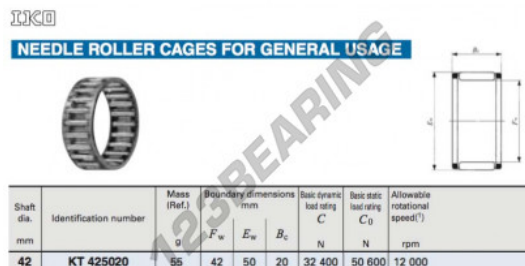 IKO
NEEDLE ROLLER CAGES FOR GENERAL USAGE
123BEARING
Shaft dia. mm
Identification number
Mass (Ref.) g
Boundary dimensions mm
Fw Ew Bc
Basic dynamic load rating C N
Basic static load rating C0 N
Allowable rotational speed(1) rpm
42 KT 425020 55 42 50 20 32 400 50 600 12 000